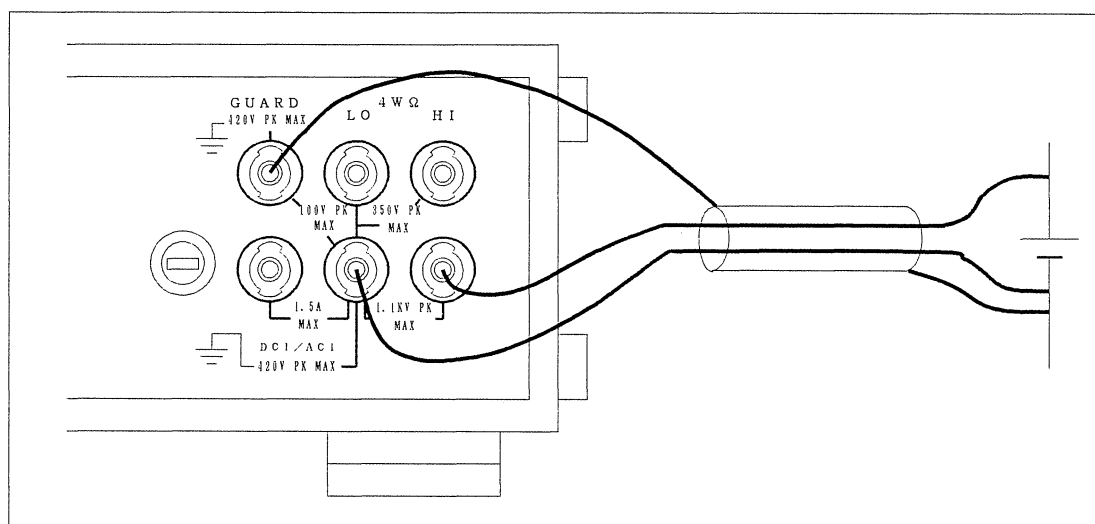 GUARD 4WΩ
420V PK MAX LO HI
100V PK 350V PK
MAX MAX
1.5A 1.1KV PK
MAX MAX
DCI/ACI
420V PK MAX